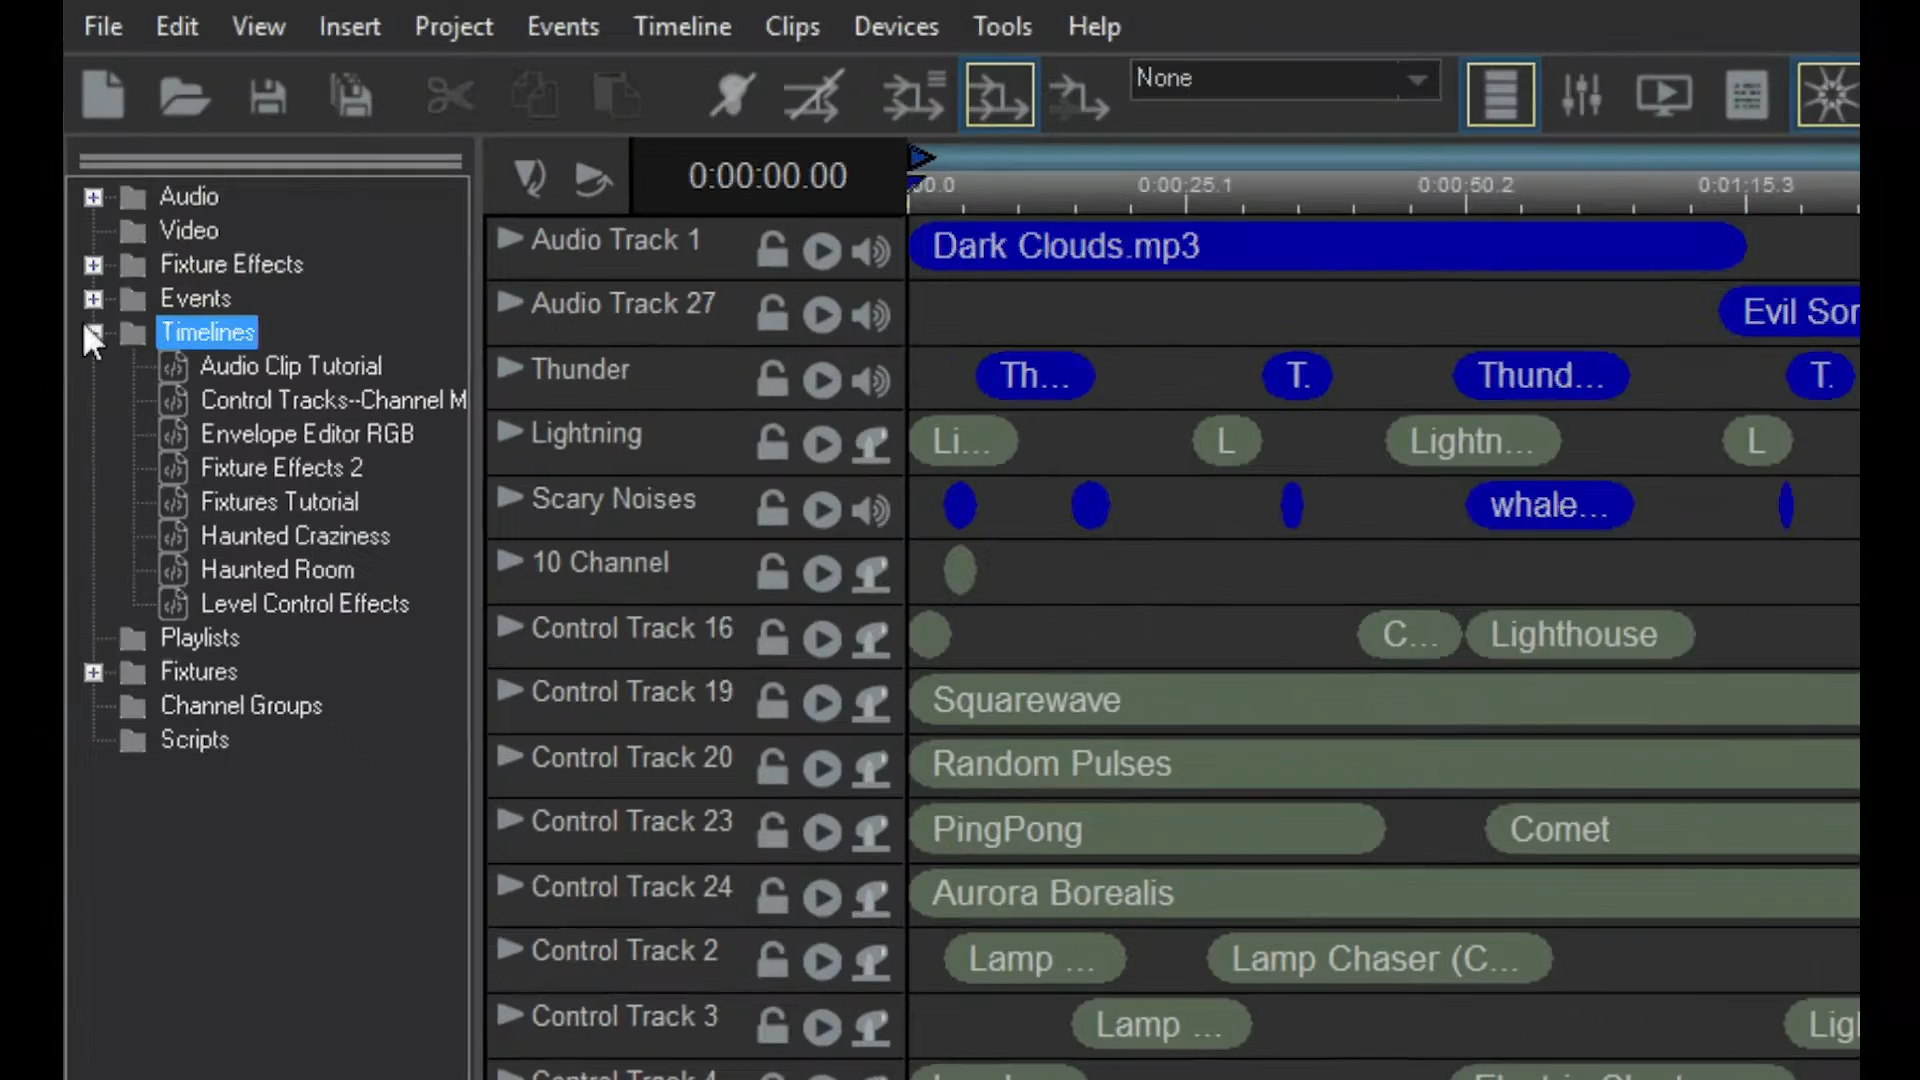 File Edit View Insert Project Events Timeline Clips Devices Tools Help
None
0:00:00.00
00.0 0:00:25.1 0:00:50.2 0:01:15.3
Audio
Video
Fixture Effects
Events
Timelines
Audio Clip Tutorial
Control Tracks--Channel M
Envelope Editor RGB
Fixture Effects 2
Fixtures Tutorial
Haunted Craziness
Haunted Room
Level Control Effects
Playlists
Fixtures
Channel Groups
Scripts
Audio Track 1 Dark Clouds.mp3
Audio Track 27 Evil Sor
Thunder Th... T. Thund... T.
Lightning Li... L Lightn... L
Scary Noises whale...
10 Channel
Control Track 16 C... Lighthouse
Control Track 19 Squarewave
Control Track 20 Random Pulses
Control Track 23 PingPong Comet
Control Track 24 Aurora Borealis
Control Track 2 Lamp ... Lamp Chaser (C...
Control Track 3 Lamp ... Lig